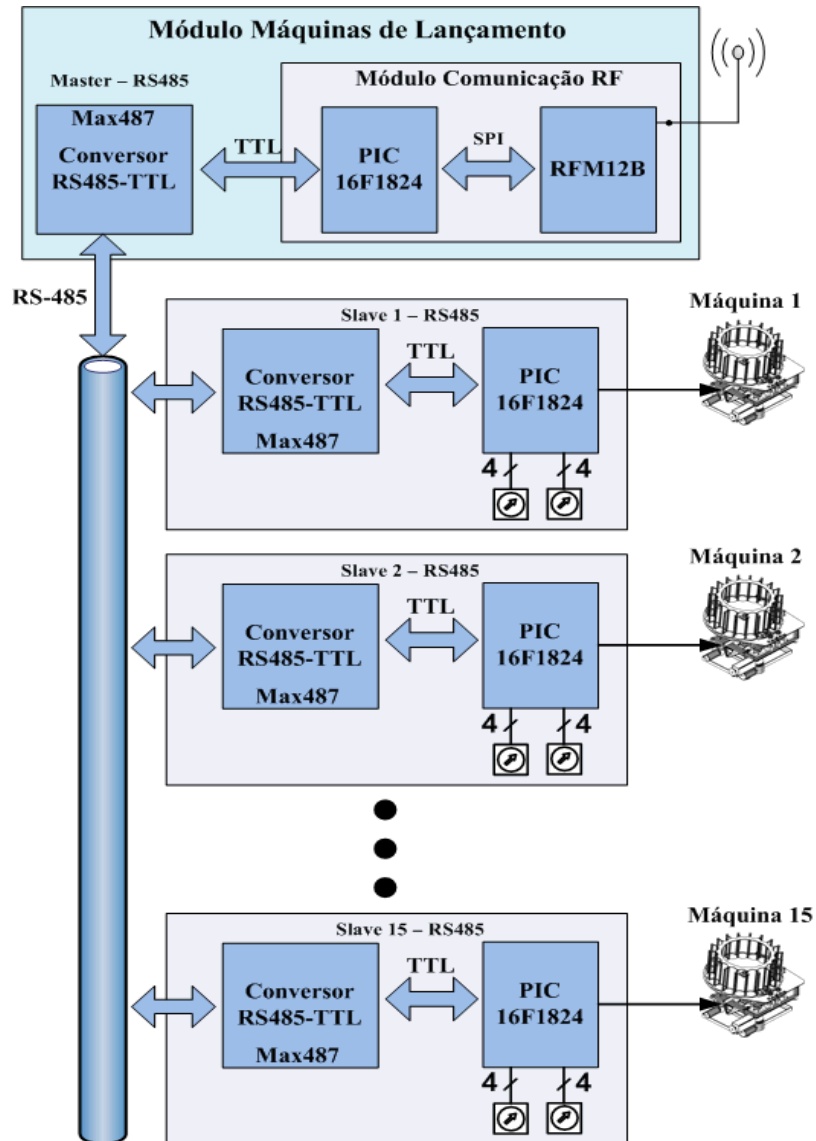 Módulo Máquinas de Lançamento
Master – RS485
Módulo Comunicação RF
Max487
Conversor
RS485-TTL
TTL
PIC
16F1824
SPI
RFM12B
RS-485
Slave 1 – RS485
Máquina 1
Conversor
RS485-TTL
Max487
TTL
PIC
16F1824
4
4
Slave 2 – RS485
Máquina 2
Conversor
RS485-TTL
Max487
TTL
PIC
16F1824
4
4
Slave 15 – RS485
Máquina 15
Conversor
RS485-TTL
Max487
TTL
PIC
16F1824
4
4